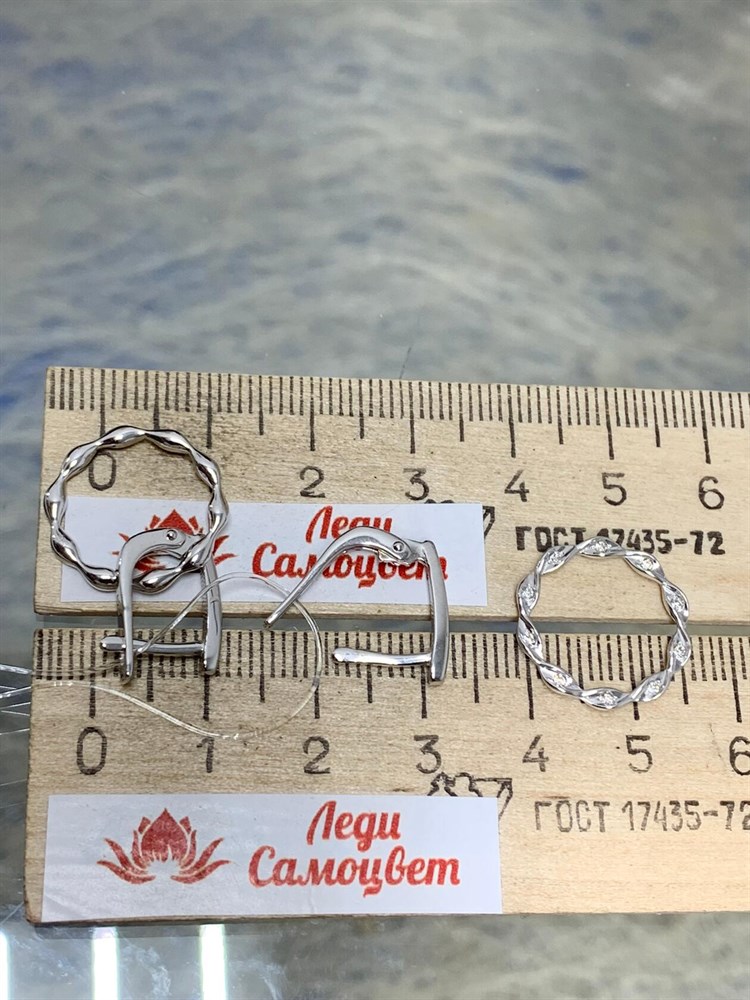 0 2 3 4 5 6
Леди
Самоцвет
ГОСТ 17435-72
0 1 2 3 4 5 6
ГОСТ 17435-72
Леди
Самоцвет